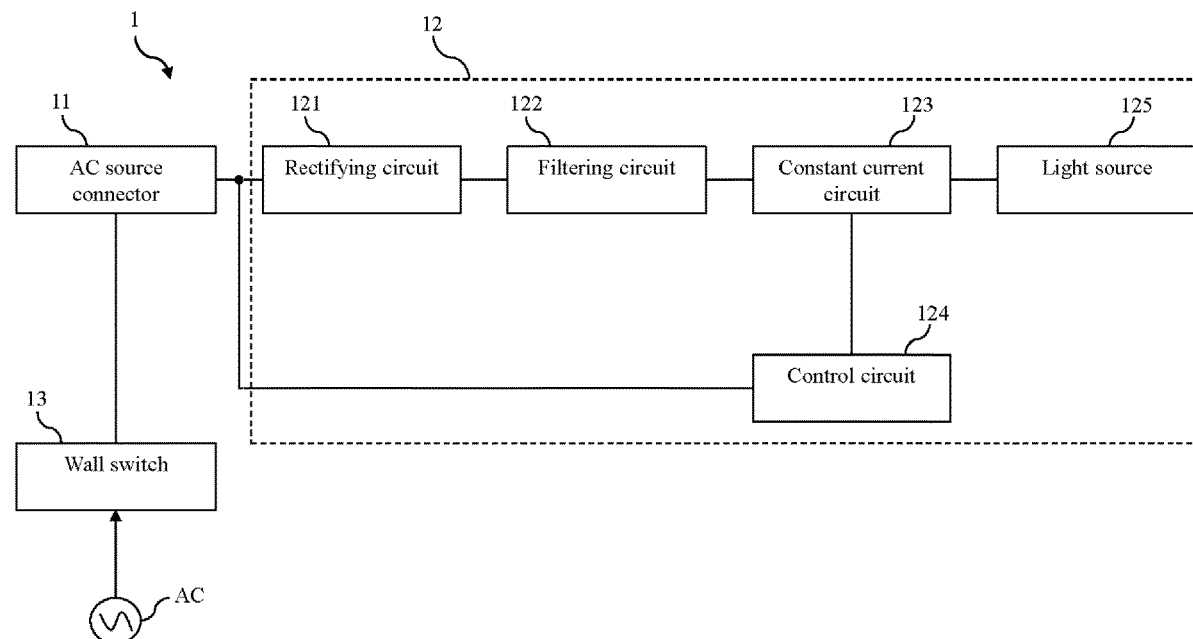 1
12
11
121
122
123
125
AC source
connector
Rectifying circuit
Filtering circuit
Constant current
circuit
Light source
124
Control circuit
13
Wall switch
AC